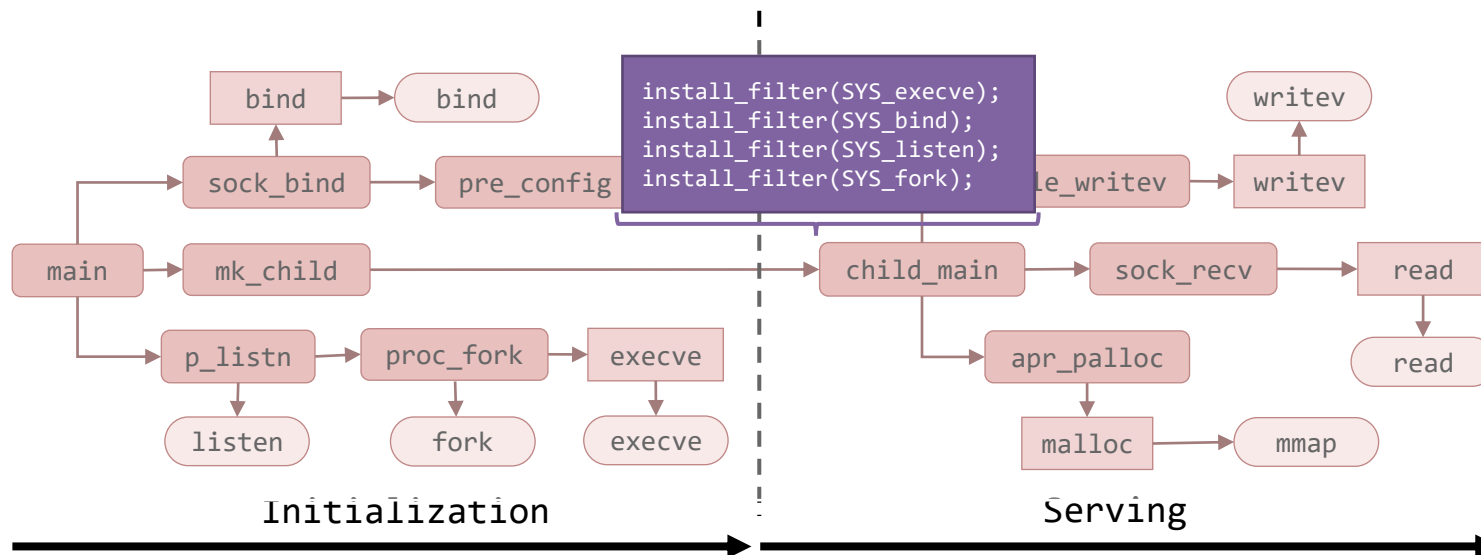 bind
bind
install_filter(SYS_execve);
install_filter(SYS_bind);
install_filter(SYS_listen);
install_filter(SYS_fork);
writev
sock_bind
pre_config
le_writev
writev
main
mk_child
child_main
sock_recv
read
p_listn
proc_fork
execve
apr_palloc
read
listen
fork
execve
malloc
mmap
Initialization
Serving